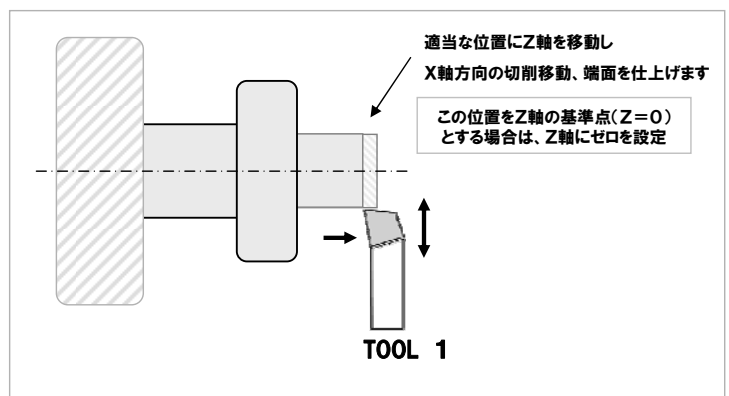 適当な位置にZ軸を移動し
X軸方向の切削移動、端面を仕上げます
この位置をZ軸の基準点(Z=0)
とする場合は、Z軸にゼロを設定
TOOL 1